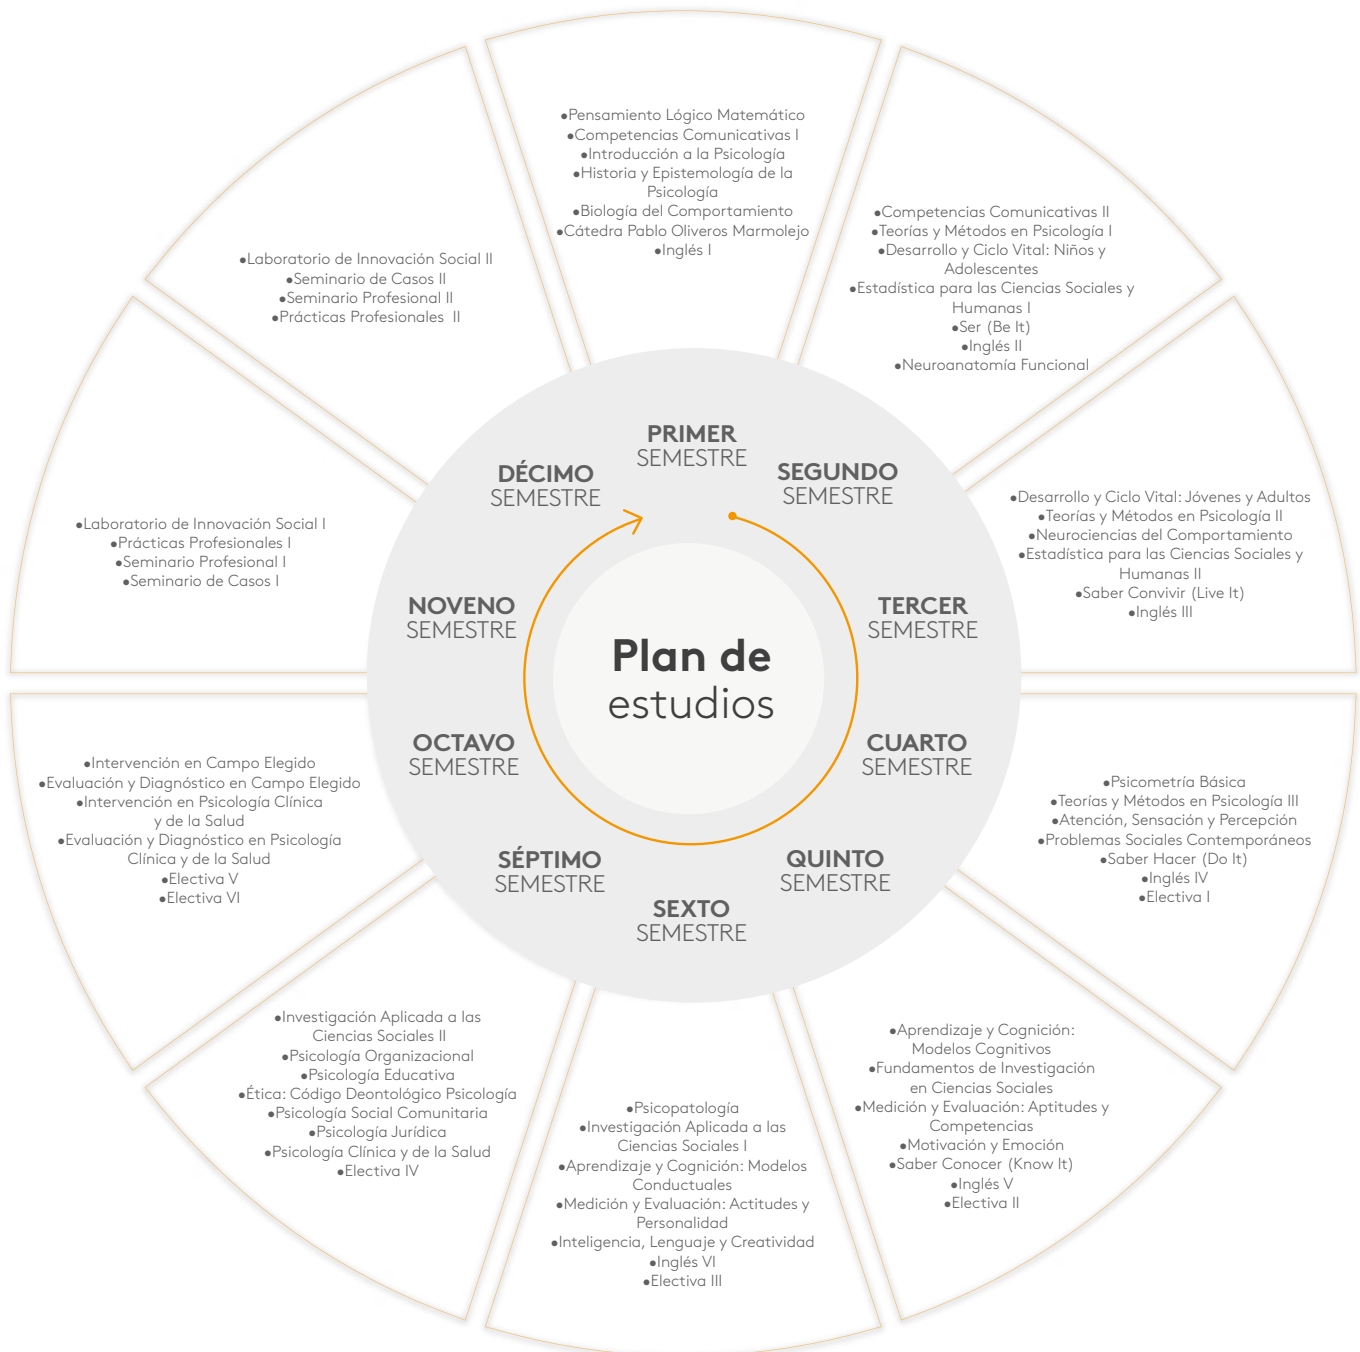 Plan de
estudios
PRIMER
SEMESTRE
●Pensamiento Lógico Matemático
●Competencias Comunicativas I
●Introducción a la Psicología
●Historia y Epistemología de la
Psicología
●Biología del Comportamiento
●Cátedra Pablo Oliveros Marmolejo
●Inglés I
SEGUNDO
SEMESTRE
●Competencias Comunicativas II
●Teorías y Métodos en Psicología I
●Desarrollo y Ciclo Vital: Niños y
Adolescentes
●Estadística para las Ciencias Sociales y
Humanas I
●Ser (Be It)
●Inglés II
●Neuroanatomía Funcional
TERCER
SEMESTRE
●Desarrollo y Ciclo Vital: Jóvenes y Adultos
●Teorías y Métodos en Psicología II
●Neurociencias del Comportamiento
●Estadística para las Ciencias Sociales y
Humanas II
●Saber Convivir (Live It)
●Inglés III
CUARTO
SEMESTRE
●Psicometría Básica
●Teorías y Métodos en Psicología III
●Atención, Sensación y Percepción
●Problemas Sociales Contemporáneos
●Saber Hacer (Do It)
●Inglés IV
●Electiva I
QUINTO
SEMESTRE
●Aprendizaje y Cognición:
Modelos Cognitivos
●Fundamentos de Investigación
en Ciencias Sociales
●Medición y Evaluación: Aptitudes y
Competencias
●Motivación y Emoción
●Saber Conocer (Know It)
●Inglés V
●Electiva II
SEXTO
SEMESTRE
●Psicopatología
●Investigación Aplicada a las
Ciencias Sociales I
●Aprendizaje y Cognición: Modelos
Conductuales
●Medición y Evaluación: Actitudes y
Personalidad
●Inteligencia, Lenguaje y Creatividad
●Inglés VI
●Electiva III
SÉPTIMO
SEMESTRE
●Investigación Aplicada a las
Ciencias Sociales II
●Psicología Organizacional
●Psicología Educativa
●Ética: Código Deontológico Psicología
●Psicología Social Comunitaria
●Psicología Jurídica
●Psicología Clínica y de la Salud
●Electiva IV
OCTAVO
SEMESTRE
●Intervención en Campo Elegido
●Evaluación y Diagnóstico en Campo Elegido
●Intervención en Psicología Clínica
y de la Salud
●Evaluación y Diagnóstico en Psicología
Clínica y de la Salud
●Electiva V
●Electiva VI
NOVENO
SEMESTRE
●Laboratorio de Innovación Social I
●Prácticas Profesionales I
●Seminario Profesional I
●Seminario de Casos I
DÉCIMO
SEMESTRE
●Laboratorio de Innovación Social II
●Seminario de Casos II
●Seminario Profesional II
●Prácticas Profesionales  II